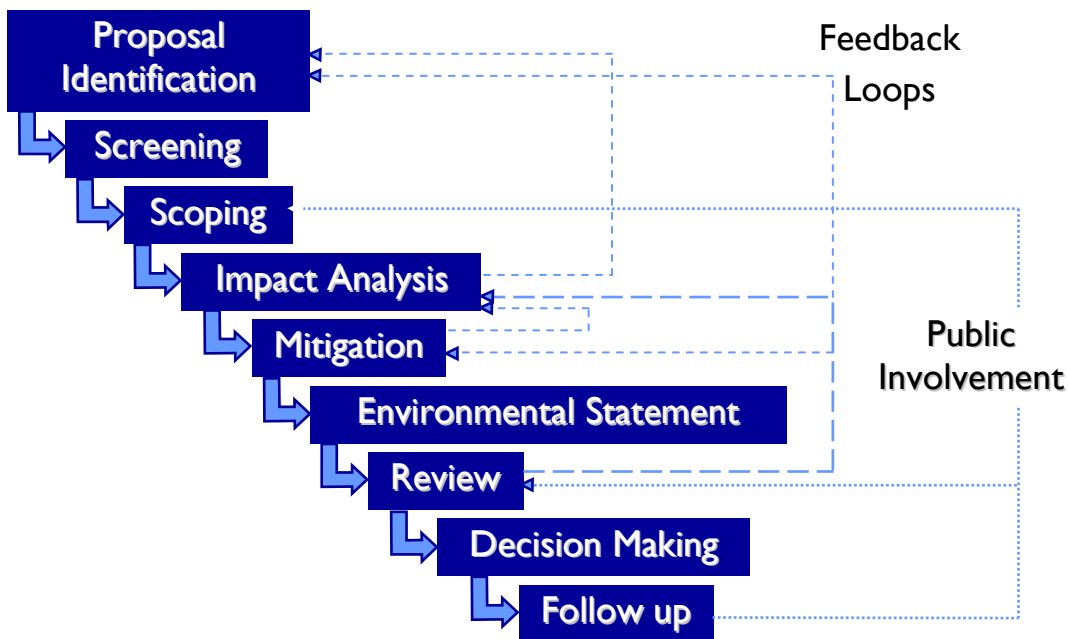 Proposal
Identification
Feedback
Loops
Screening
Scoping
Impact Analysis
Mitigation
Public
Involvement
Environmental Statement
Review
Decision Making
Follow up